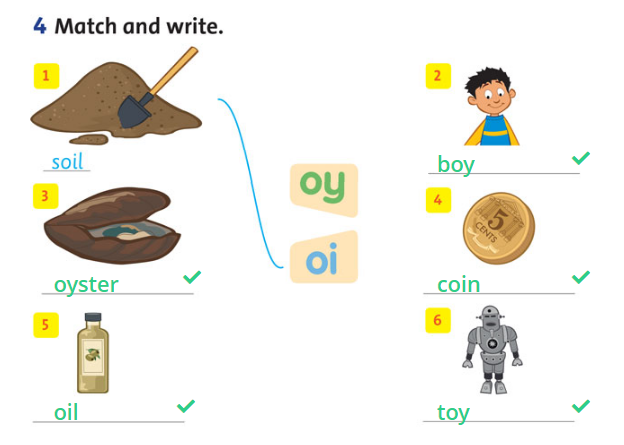 4 Match and write.
1
2
soil
boy
oy
3
4
5
CENTS
oi
oyster
coin
5
6
oil
toy